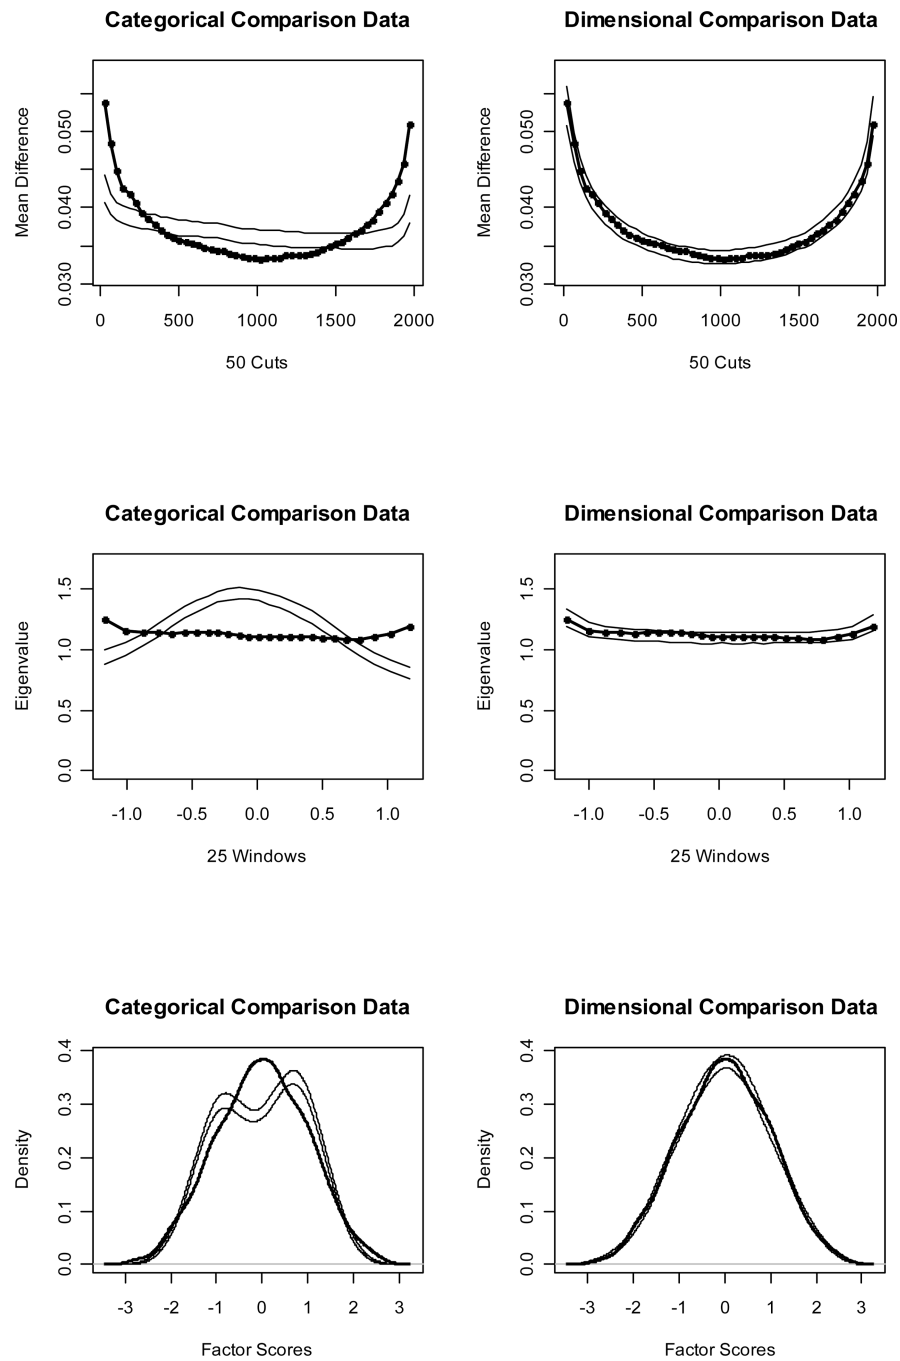 Categorical Comparison Data
Dimensional Comparison Data
Mean Difference
0.030 0.040 0.050
0 500 1000 1500 2000
50 Cuts
Mean Difference
0.030 0.040 0.050
0 500 1000 1500 2000
50 Cuts
Categorical Comparison Data
Dimensional Comparison Data
Eigenvalue
0.0 0.5 1.0 1.5
-1.0 -0.5 0.0 0.5 1.0
25 Windows
Eigenvalue
0.0 0.5 1.0 1.5
-1.0 -0.5 0.0 0.5 1.0
25 Windows
Categorical Comparison Data
Dimensional Comparison Data
Density
0.0 0.1 0.2 0.3 0.4
-3 -2 -1 0 1 2 3
Factor Scores
Density
0.0 0.1 0.2 0.3 0.4
-3 -2 -1 0 1 2 3
Factor Scores